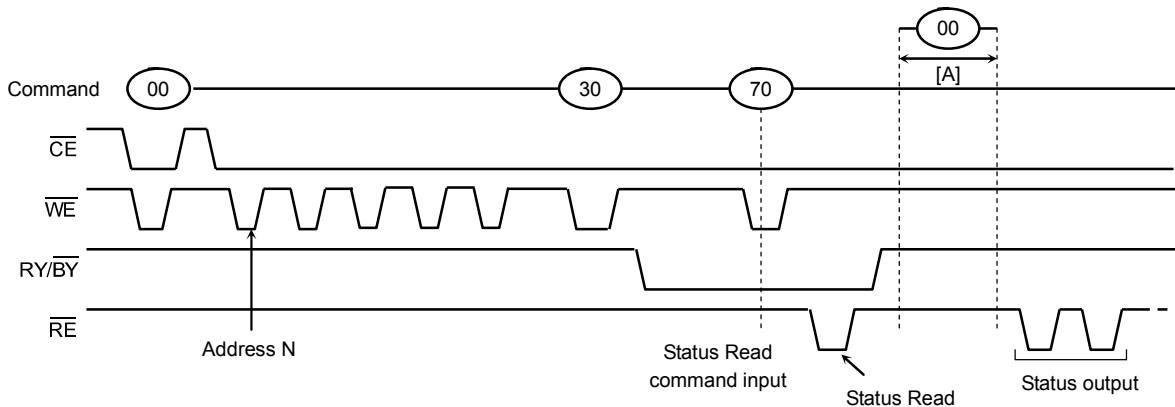 00
[A]
Command 00 30 70
CE
WE
RY/BY
RE
Address N
Status Read
command input
Status Read
Status output